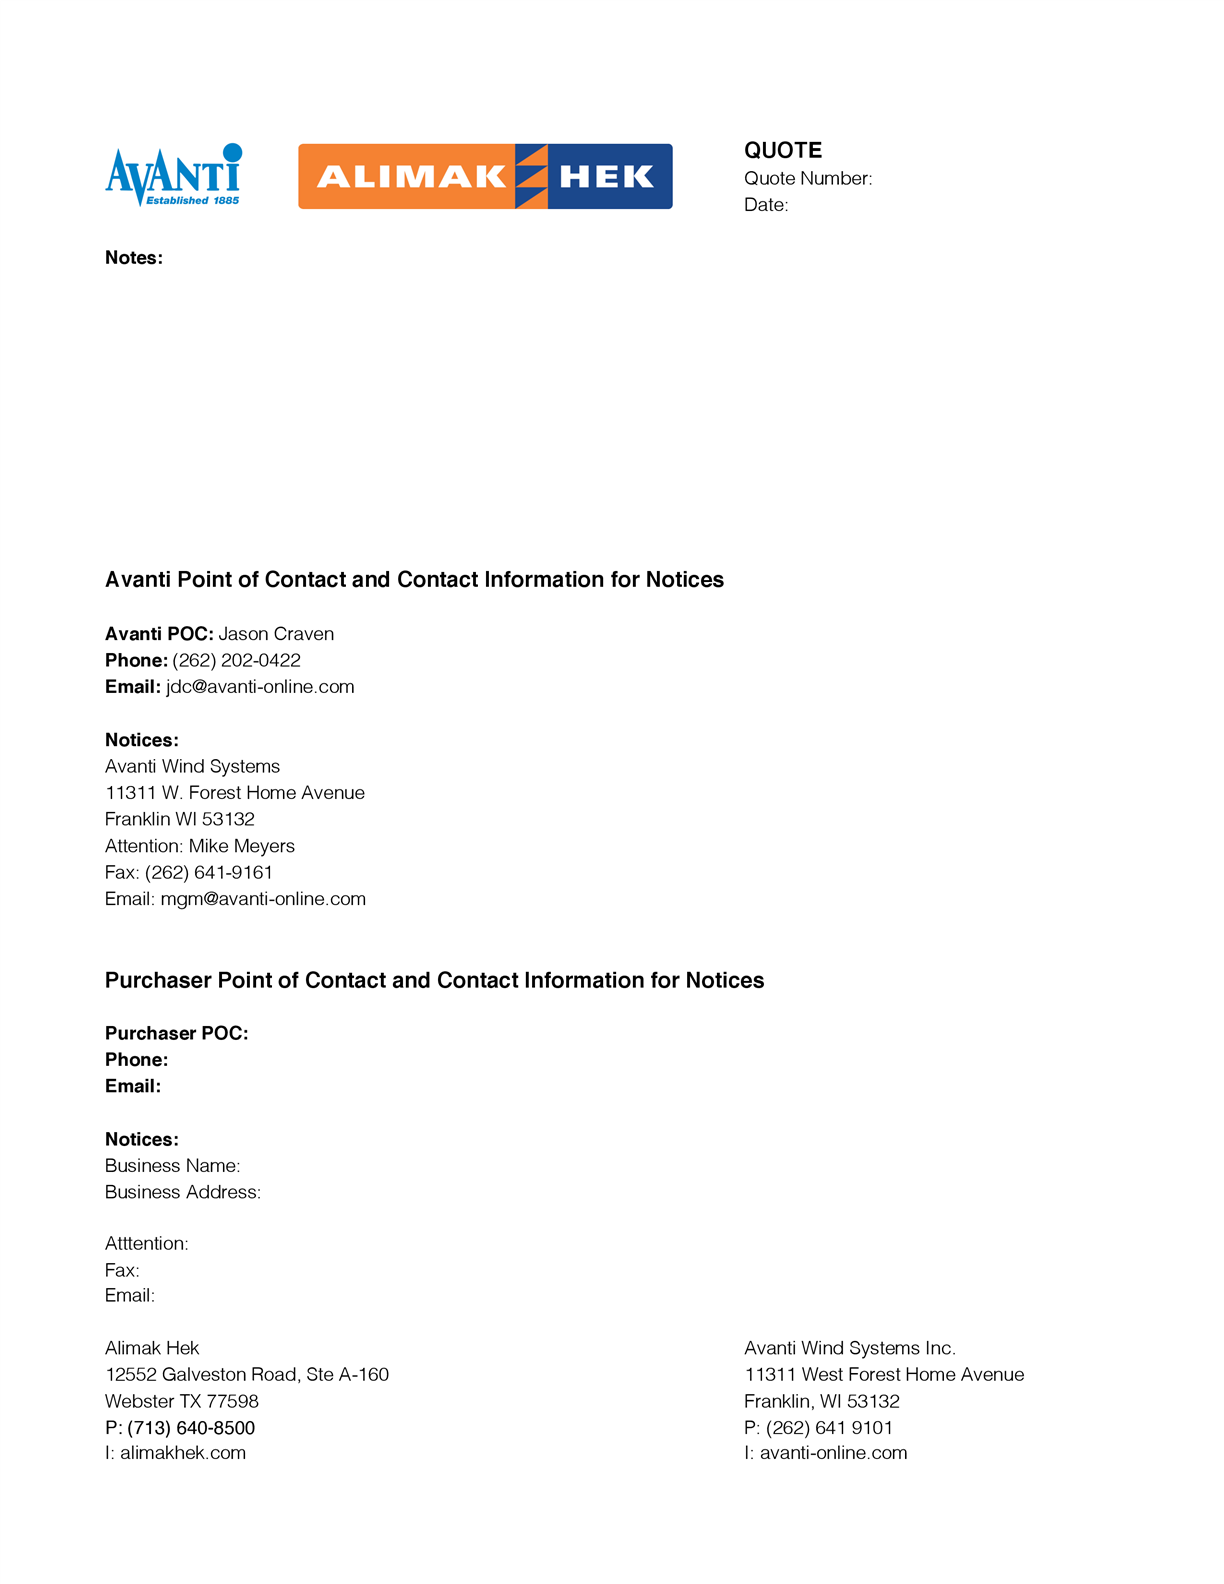 AVANTI
Established 1885
ALIMAK HEK
QUOTE
Quote Number:
Date:
Notes:
Avanti Point of Contact and Contact Information for Notices
Avanti POC: Jason Craven
Phone: (262) 202-0422
Email: jdc@avanti-online.com
Notices:
Avanti Wind Systems
11311 W. Forest Home Avenue
Franklin WI 53132
Attention: Mike Meyers
Fax: (262) 641-9161
Email: mgm@avanti-online.com
Purchaser Point of Contact and Contact Information for Notices
Purchaser POC:
Phone:
Email:
Notices:
Business Name:
Business Address:
Atttention:
Fax:
Email:
Alimak Hek
12552 Galveston Road, Ste A-160
Webster TX 77598
P: (713) 640-8500
I: alimakhek.com
Avanti Wind Systems Inc.
11311 West Forest Home Avenue
Franklin, WI 53132
P: (262) 641 9101
I: avanti-online.com